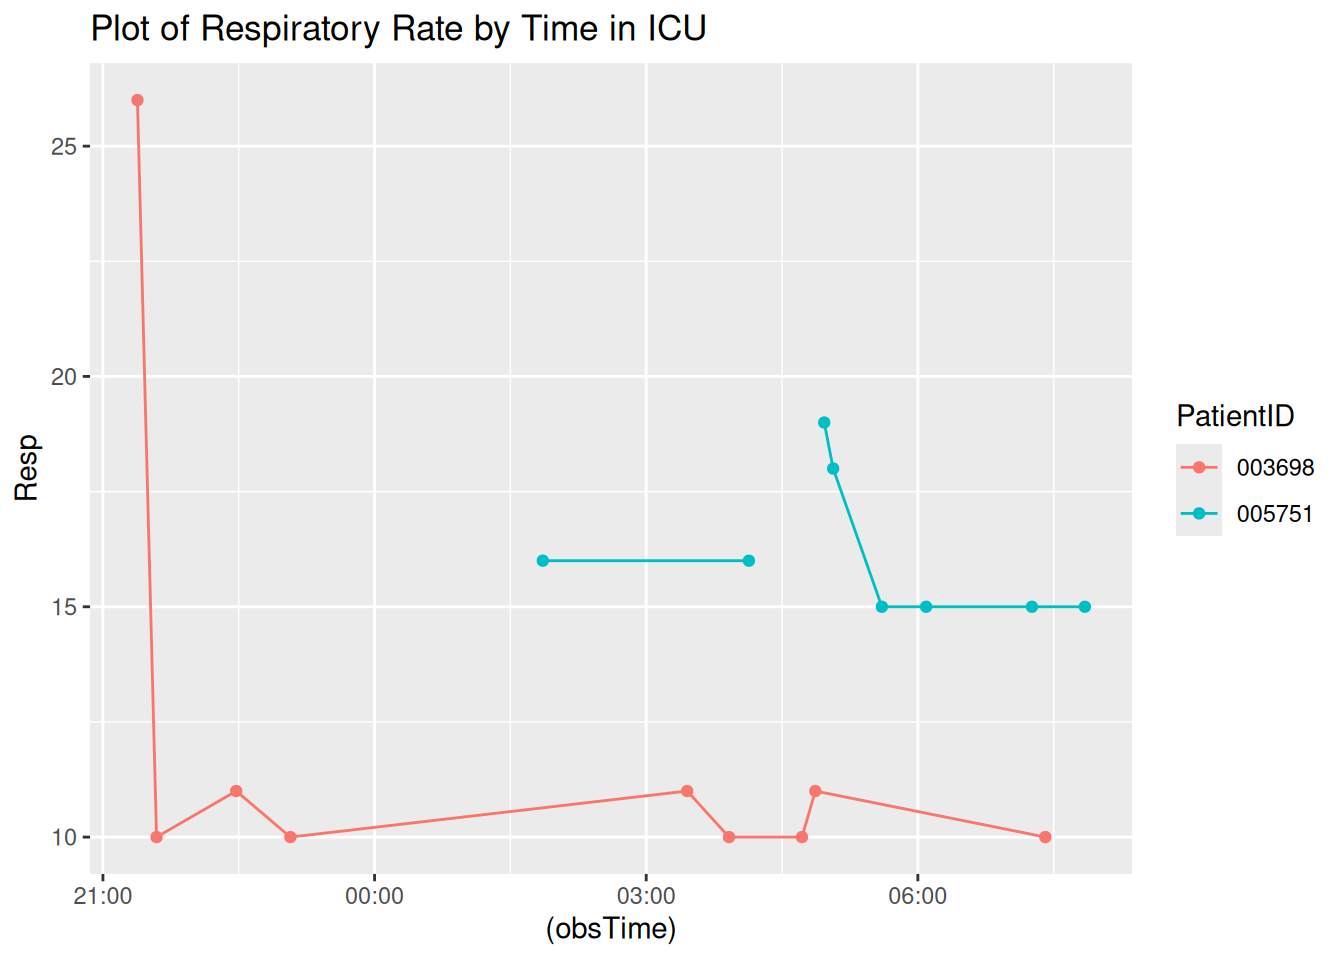 Plot of Respiratory Rate by Time in ICU
25
20
15
10
Resp
21:00 00:00 03:00 06:00
(obsTime)
PatientID
003698
005751